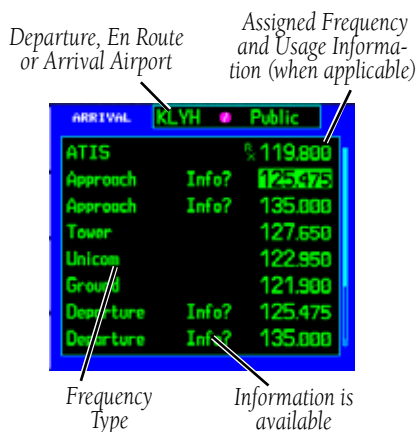 Departure, En Route
or Arrival Airport
Assigned Frequency
and Usage Informa-
tion (when applicable)
ARRIVAL KLYH Public
ATIS Rx 119.800
Approach Info? 125.475
Approach Info? 135.000
Tower 127.650
Unicom 122.950
Ground 121.900
Departure Info? 125.475
Departure Info? 135.000
Frequency
Type
Information is
available